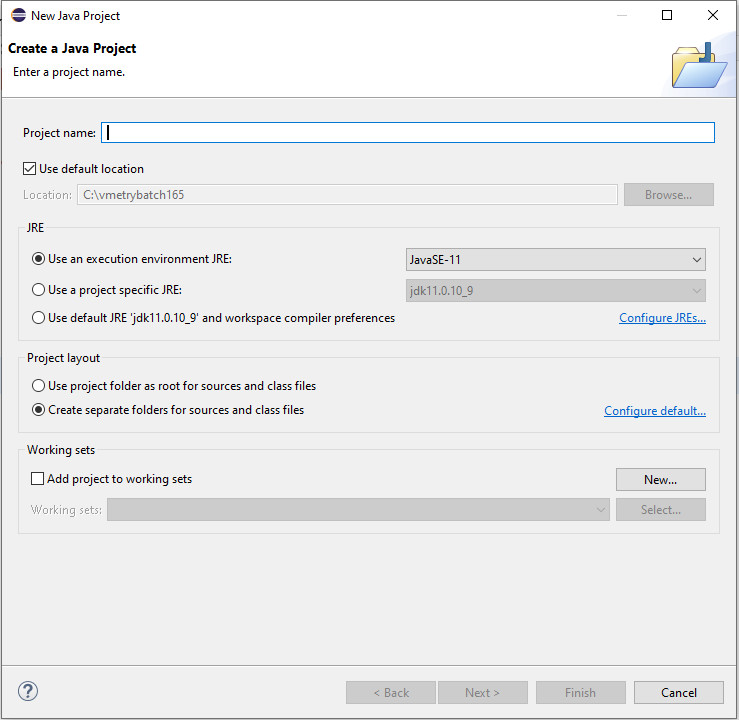 New Java Project
Create a Java Project
Enter a project name.
Project name:
Use default location
Location: C:\vmetrybatch165 Browse...
JRE
Use an execution environment JRE: JavaSE-11
Use a project specific JRE: jdk11.0.10_9
Use default JRE 'jdk11.0.10_9' and workspace compiler preferences Configure JREs...
Project layout
Use project folder as root for sources and class files
Create separate folders for sources and class files Configure default...
Working sets
Add project to working sets New...
Working sets: Select...
? < Back Next > Finish Cancel